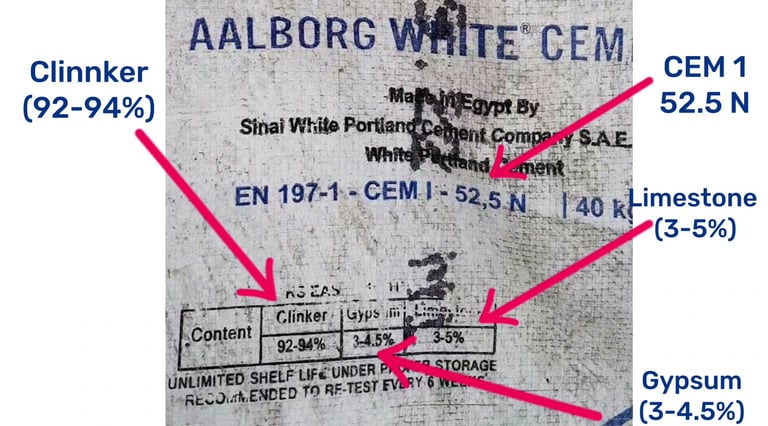 AALBORG WHITE® CEM
Made in Egypt By
Sinai White Portland Cement Company S.A.E.
White Portland Cement
EN 197-1 - CEM I - 52,5 N | 40 kg
Clinnker
(92-94%)
CEM 1
52.5 N
Limestone
(3-5%)
Gypsum
(3-4.5%)
Content Clinker Gypsum Limestone
92-94% 3-4.5% 3-5%
UNLIMITED SHELF LIFE UNDER PROPER STORAGE
RECOMMENDED TO RE-TEST EVERY 6 WEEKS